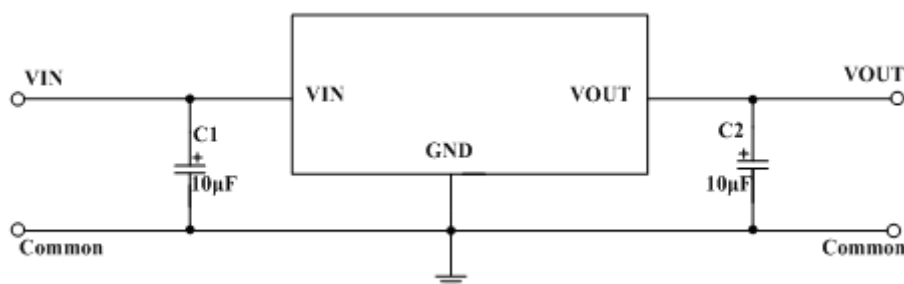 VIN
VOUT
VIN
VOUT
C1
+
10μF
GND
C2
+
10μF
Common
Common